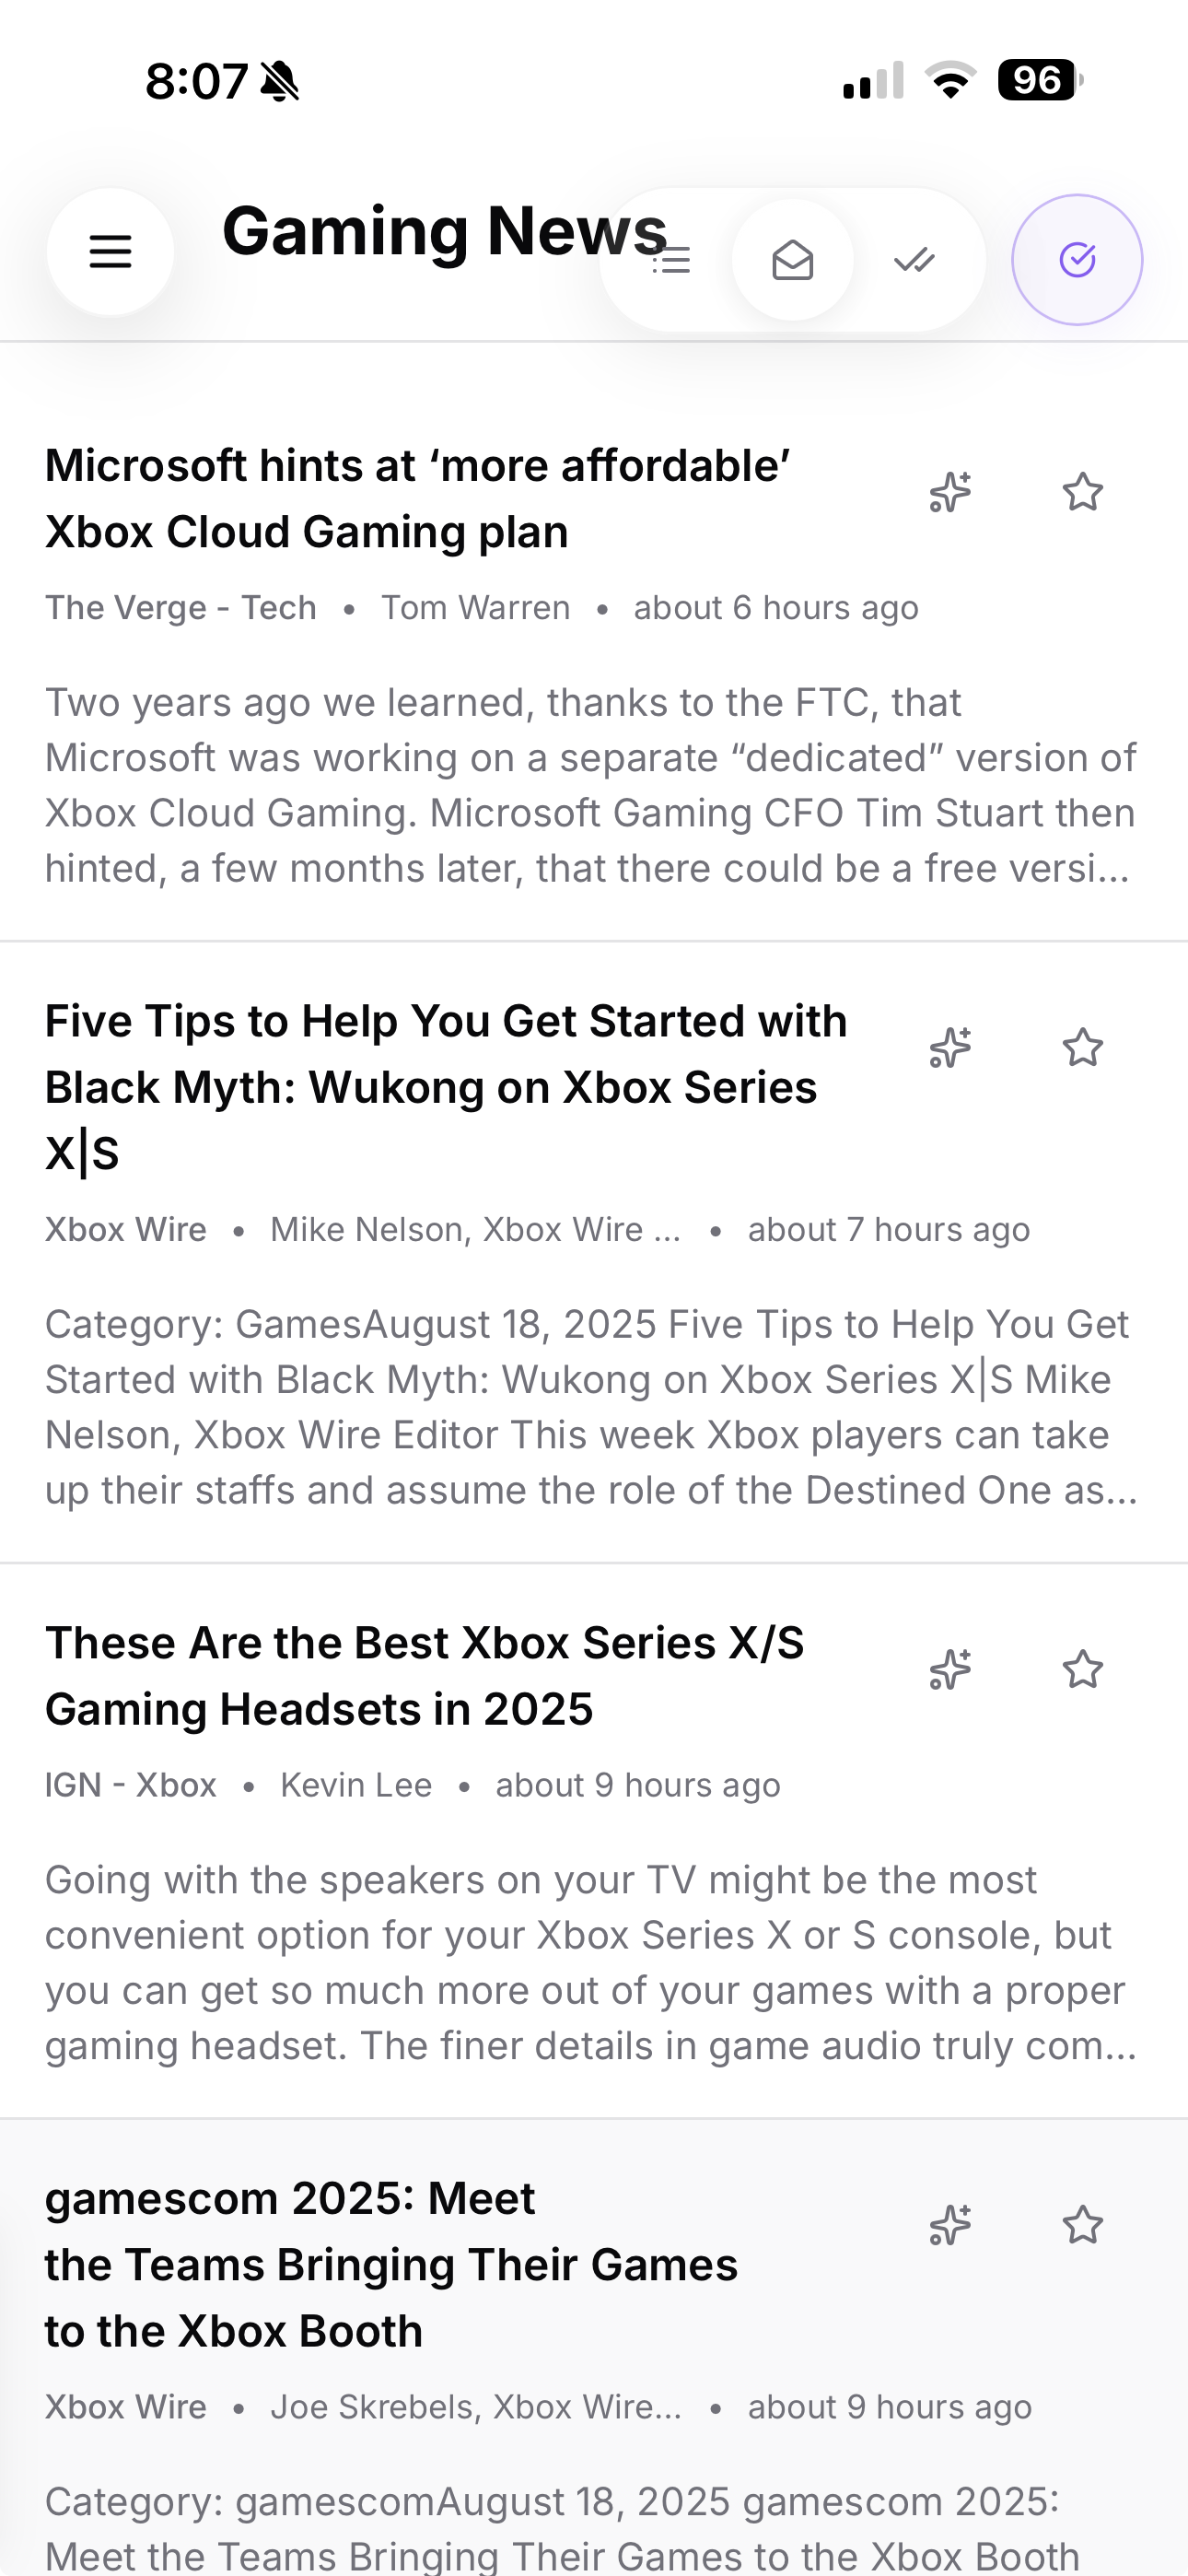 8:07
96
Gaming News
Microsoft hints at ‘more affordable’
Xbox Cloud Gaming plan
The Verge - Tech • Tom Warren • about 6 hours ago
Two years ago we learned, thanks to the FTC, that
Microsoft was working on a separate “dedicated” version of
Xbox Cloud Gaming. Microsoft Gaming CFO Tim Stuart then
hinted, a few months later, that there could be a free versi...
Five Tips to Help You Get Started with
Black Myth: Wukong on Xbox Series
X|S
Xbox Wire • Mike Nelson, Xbox Wire ... • about 7 hours ago
Category: GamesAugust 18, 2025 Five Tips to Help You Get
Started with Black Myth: Wukong on Xbox Series X|S Mike
Nelson, Xbox Wire Editor This week Xbox players can take
up their staffs and assume the role of the Destined One as...
These Are the Best Xbox Series X/S
Gaming Headsets in 2025
IGN - Xbox • Kevin Lee • about 9 hours ago
Going with the speakers on your TV might be the most
convenient option for your Xbox Series X or S console, but
you can get so much more out of your games with a proper
gaming headset. The finer details in game audio truly com...
gamescom 2025: Meet
the Teams Bringing Their Games
to the Xbox Booth
Xbox Wire • Joe Skrebels, Xbox Wire... • about 9 hours ago
Category: gamescomAugust 18, 2025 gamescom 2025:
Meet the Teams Bringing Their Games to the Xbox Booth